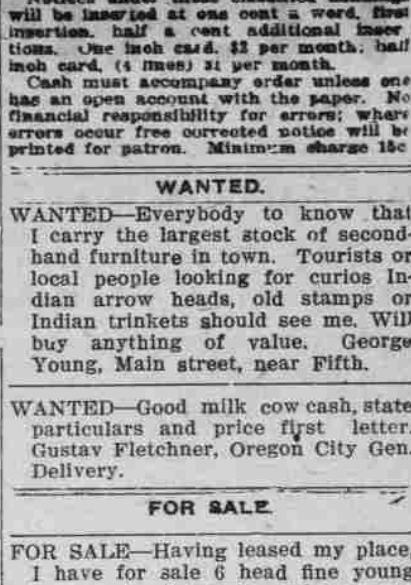 will be inserted at one cent a word, first
insertion, half a cent additional inser
tions. One inch card, $2 per month; half
inch card, (4 lines) $1 per month.
Cash must accompany order unless one
has an open account with the paper. No
financial responsibility for errors; where
errors occur free corrected notice will be
printed for patron. Minimum charge 15c
WANTED.
WANTED—Everybody to know that
I carry the largest stock of second-
hand furniture in town. Tourists or
local people looking for curios In-
dian arrow heads, old stamps or
Indian trinkets should see me. Will
buy anything of value. George
Young, Main street, near Fifth.
WANTED—Good milk cow cash, state
particulars and price first letter.
Gustav Fletchner, Oregon City Gen.
Delivery.
FOR SALE
FOR SALE—Having leased my place
I have for sale 6 head fine young